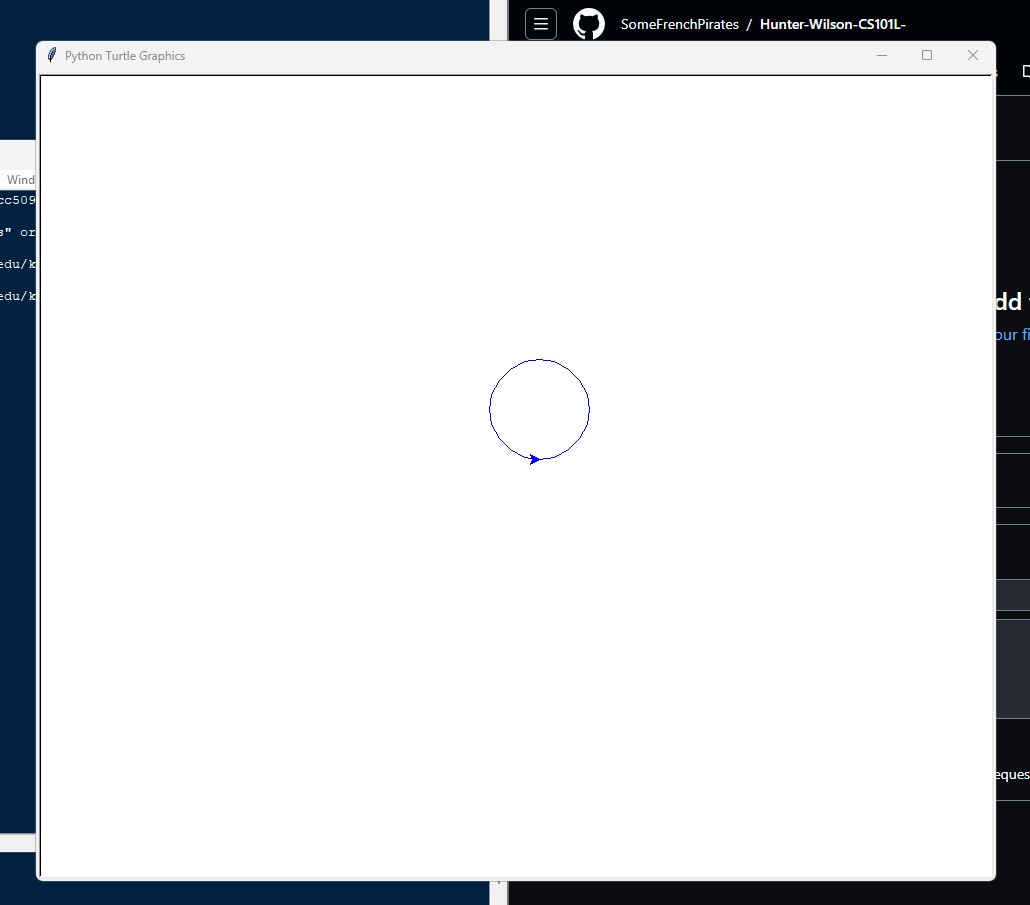 SomeFrenchPirates / Hunter-Wilson-CS101L-
Python Turtle Graphics
Wind
cc509
s" or
edu/k
edu/k
dd
our fi
eques